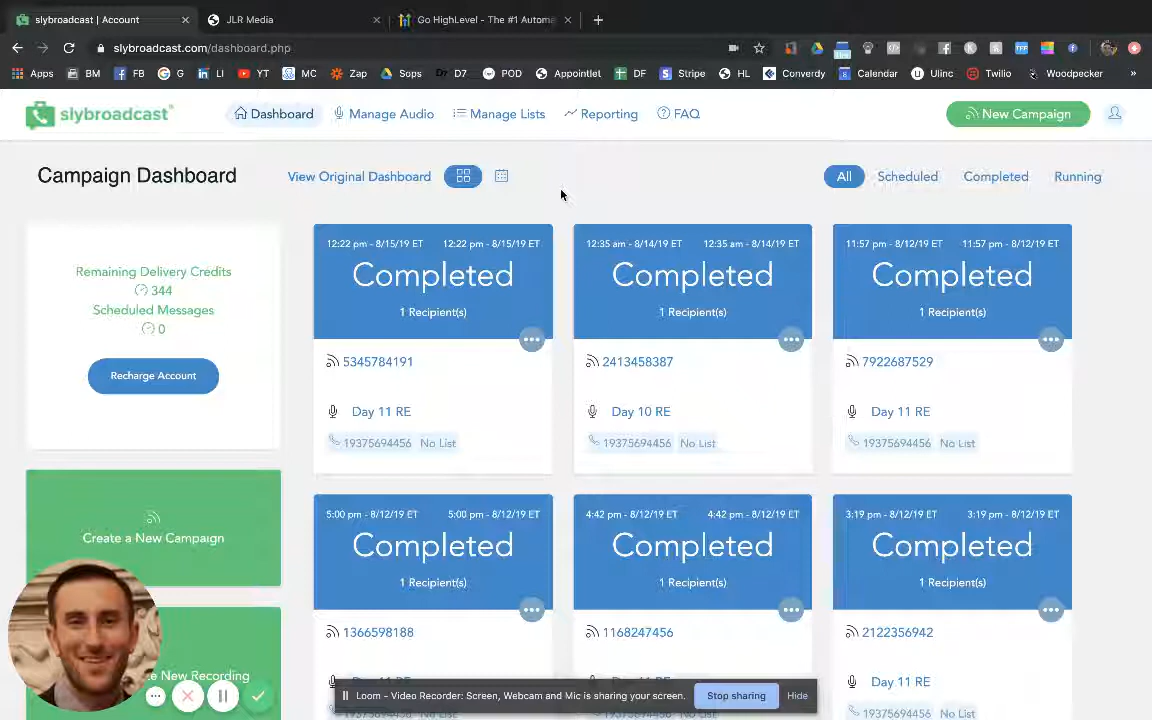 slybroadcast | Account
JLR Media
Go HighLevel - The #1 Automa
slybroadcast.com/dashboard.php
Apps BM FB G LI YT MC Zap Sops D7 POD Appointlet DF Stripe HL Converdy Calendar Ulinc Twilio Woodpecker »
slybroadcast®
Dashboard Manage Audio Manage Lists Reporting FAQ
New Campaign
Campaign Dashboard
View Original Dashboard
All Scheduled Completed Running
Remaining Delivery Credits
344
Scheduled Messages
0
Recharge Account
Create a New Campaign
e New Recording
12:22 pm - 8/15/19 ET 12:22 pm - 8/15/19 ET
Completed
1 Recipient(s)
5345784191
Day 11 RE
19375694456 No List
12:35 am - 8/14/19 ET 12:35 am - 8/14/19 ET
Completed
1 Recipient(s)
2413458387
Day 10 RE
19375694456 No List
11:57 pm - 8/12/19 ET 11:57 pm - 8/12/19 ET
Completed
1 Recipient(s)
7922687529
Day 11 RE
19375694456 No List
5:00 pm - 8/12/19 ET 5:00 pm - 8/12/19 ET
Completed
1 Recipient(s)
1366598188
4:42 pm - 8/12/19 ET 4:42 pm - 8/12/19 ET
Completed
1 Recipient(s)
1168247456
3:19 pm - 8/12/19 ET 3:19 pm - 8/12/19 ET
Completed
1 Recipient(s)
2122356942
Day 11 RE
19375694456 No List
Loom - Video Recorder: Screen, Webcam and Mic is sharing your screen.
Stop sharing
Hide